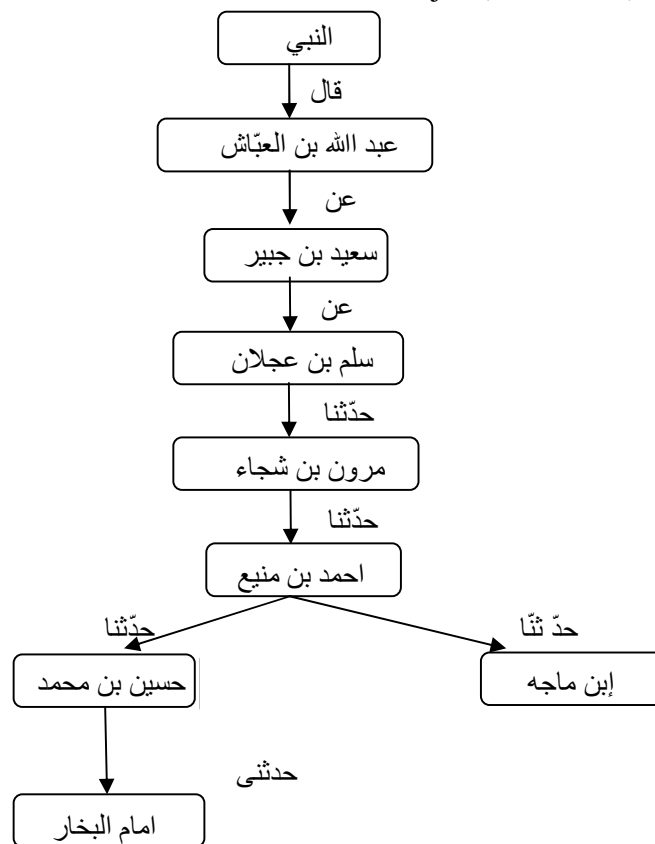 النبي
قال
عبد االله بن العبّاش
عن
سعيد بن جبير
عن
سلم بن عجلان
حدّثنا
مرون بن شجاء
حدّثنا
احمد بن منيع
حدّ ثنّا
حدّثنا
إبن ماجه
حسين بن محمد
حدثنى
امام البخار